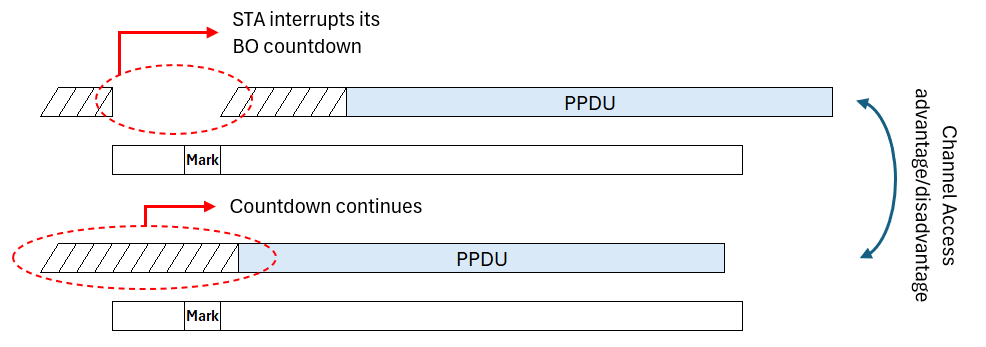 STA interrupts its
BO countdown
PPDU
Mark
Countdown continues
PPDU
Mark
Channel Access
advantage/disadvantage